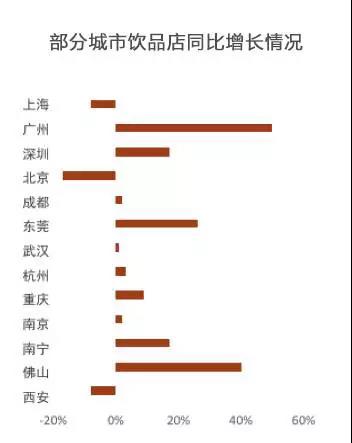 部分城市饮品店同比增长情况
上海
广州
深圳
北京
成都
东莞
武汉
杭州
重庆
南京
南宁
佛山
西安
-20% 0% 20% 40% 60%